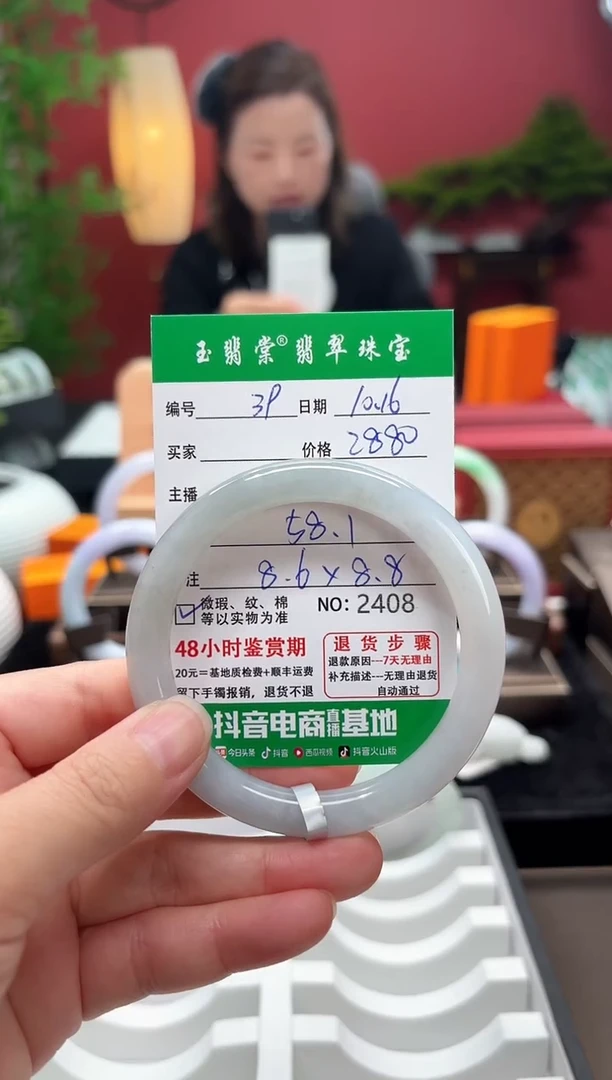 玉翡棠® 翡翠珠宝
编号 39 日期 10.16
买家 价格 2880
主播
58.1
注 8.6×8.8
微瑕、纹、棉
等以实物为准
NO: 2408
48小时鉴赏期
20元=基地质检费+顺丰运费
留下手镯报销，退货不退
退货步骤
退款原因---7天无理由
补充描述---无理由退货
自动通过
抖音电商直播基地
今日头条 抖音 西瓜视频 抖音火山版